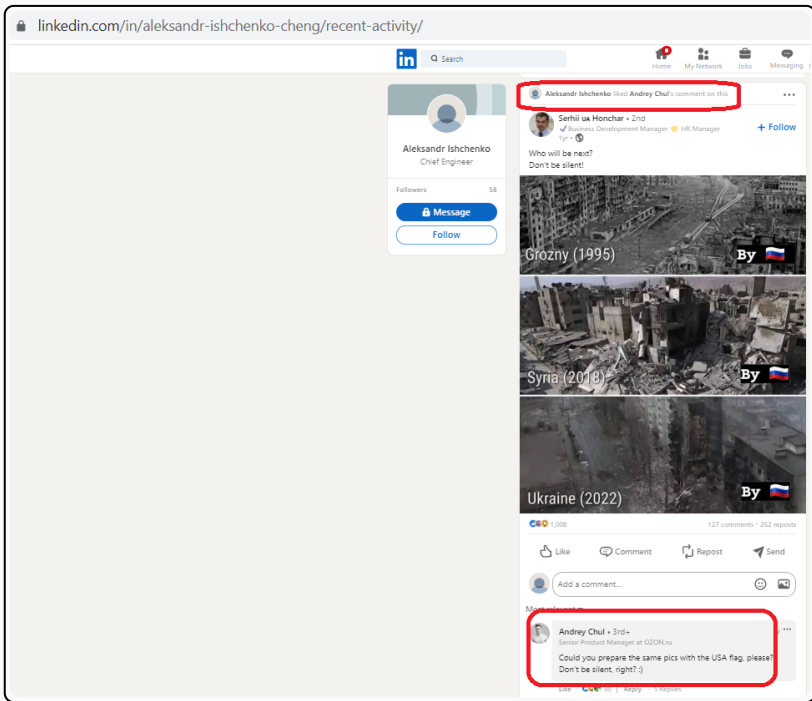 linkedin.com/in/aleksandr-ishchenko-cheng/recent-activity/
in
Search
Home
My Network
Jobs
Messaging
Aleksandr Ishchenko liked Andrey Chul's comment on this
Aleksandr Ishchenko
Chief Engineer
Followers 58
Message
Follow
Serhii UA Honchar • 2nd
Business Development Manager HR Manager
1yr •
+ Follow
Who will be next?
Don't be silent!
Grozny (1995)
By
Syria (2018)
By
Ukraine (2022)
By
1,008
127 comments • 262 reposts
Like
Comment
Repost
Send
Add a comment...
Most relevant
Andrey Chul • 3rd+
Senior Product Manager at OZON.ru
Could you prepare the same pics with the USA flag, please?
Don't be silent, right? :)
Like · 30 | Reply · 5 Replies